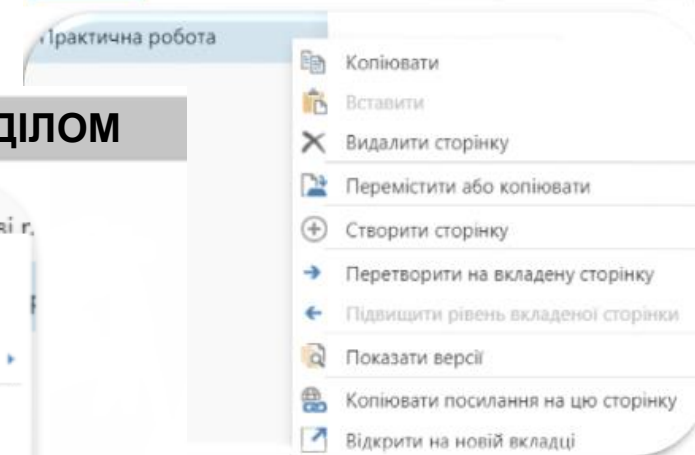 Практична робота
Копіювати
Вставити
ДІЛОМ
Видалити сторінку
Перемістити або копіювати
Створити сторінку
Перетворити на вкладену сторінку
Підвищити рівень вкладеної сторінки
Показати версії
Копіювати посилання на цю сторінку
Відкрити на новій вкладці